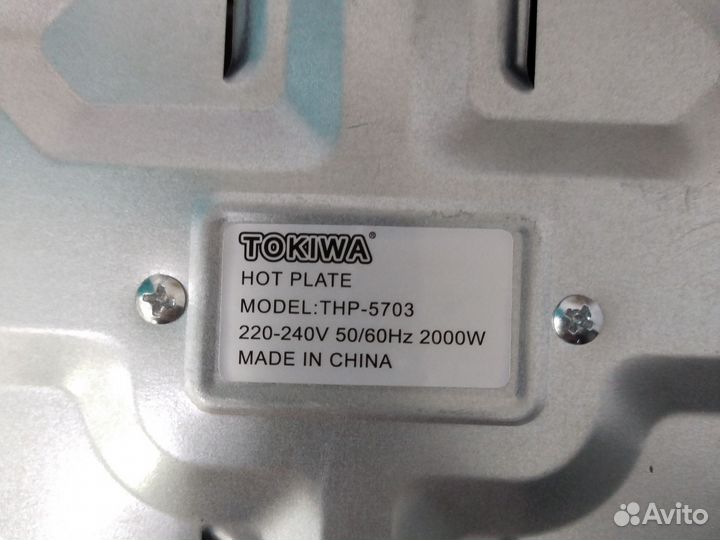 TOKIWA®
HOT PLATE
MODEL:THP-5703
220-240V 50/60Hz 2000W
MADE IN CHINA
Avito